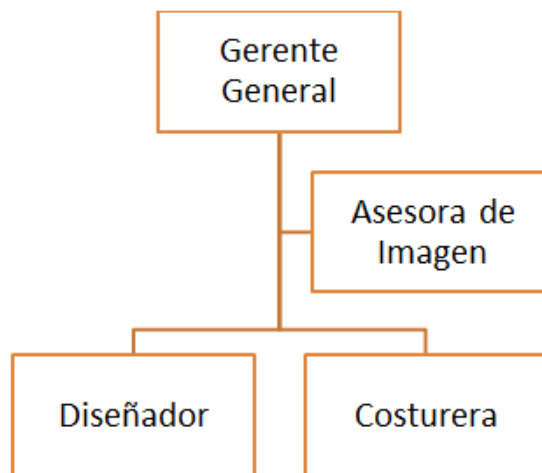 Gerente
General
Asesora de
Imagen
Diseñador
Costurera